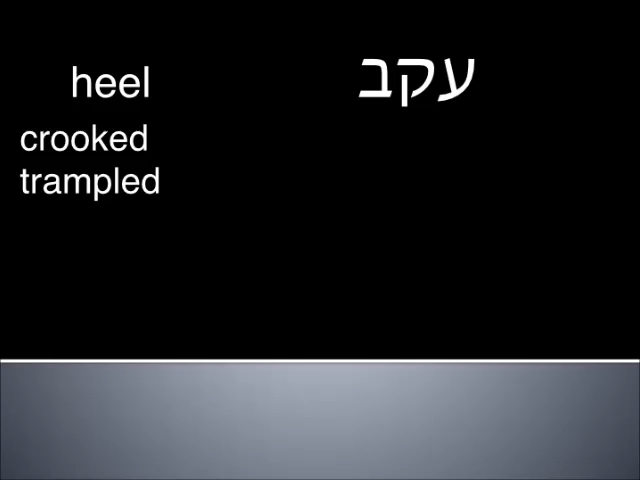 heel
עקב
crooked
trampled